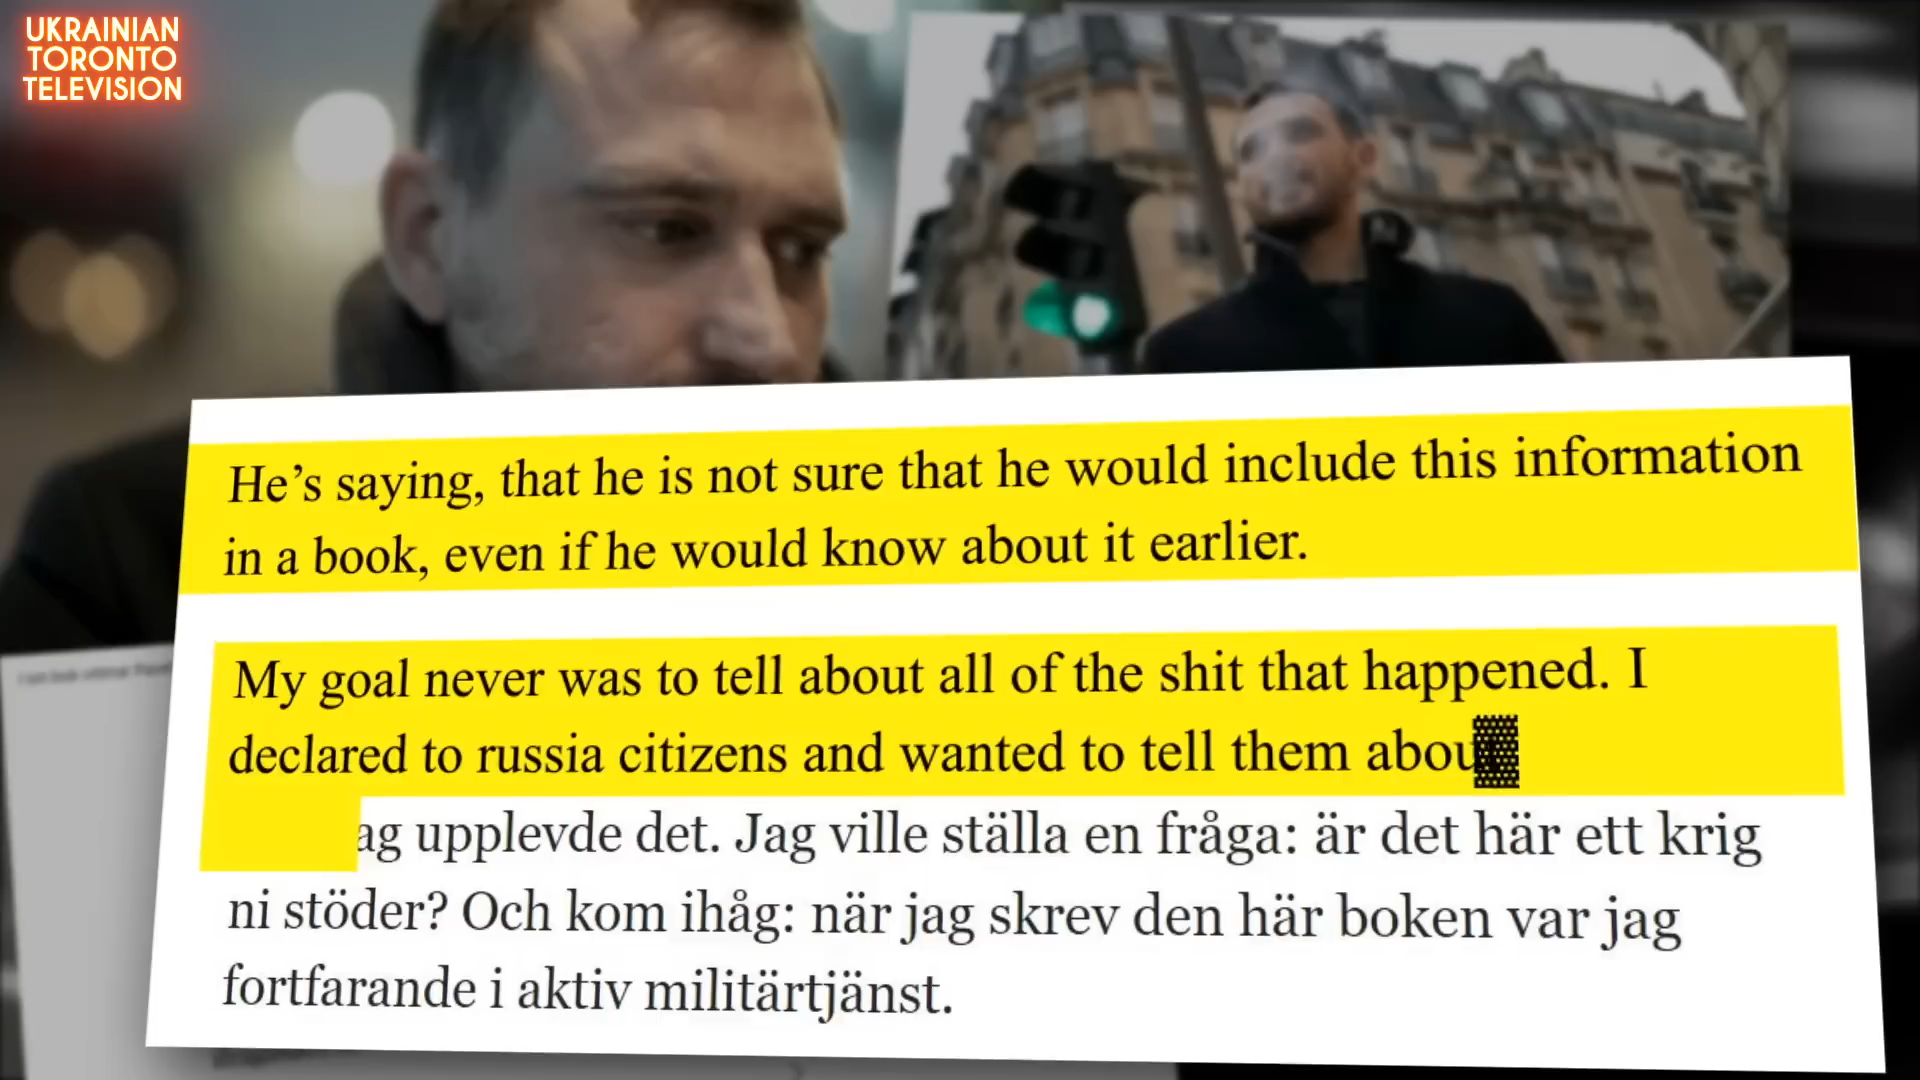 UKRAINIAN
TORONTO
TELEVISION
He’s saying, that he is not sure that he would include this information
in a book, even if he would know about it earlier.
My goal never was to tell about all of the shit that happened. I
declared to russia citizens and wanted to tell them about
ag upplevde det. Jag ville ställa en fråga: är det här ett krig
ni stöder? Och kom ihåg: när jag skrev den här boken var jag
fortfarande i aktiv militärtjänst.